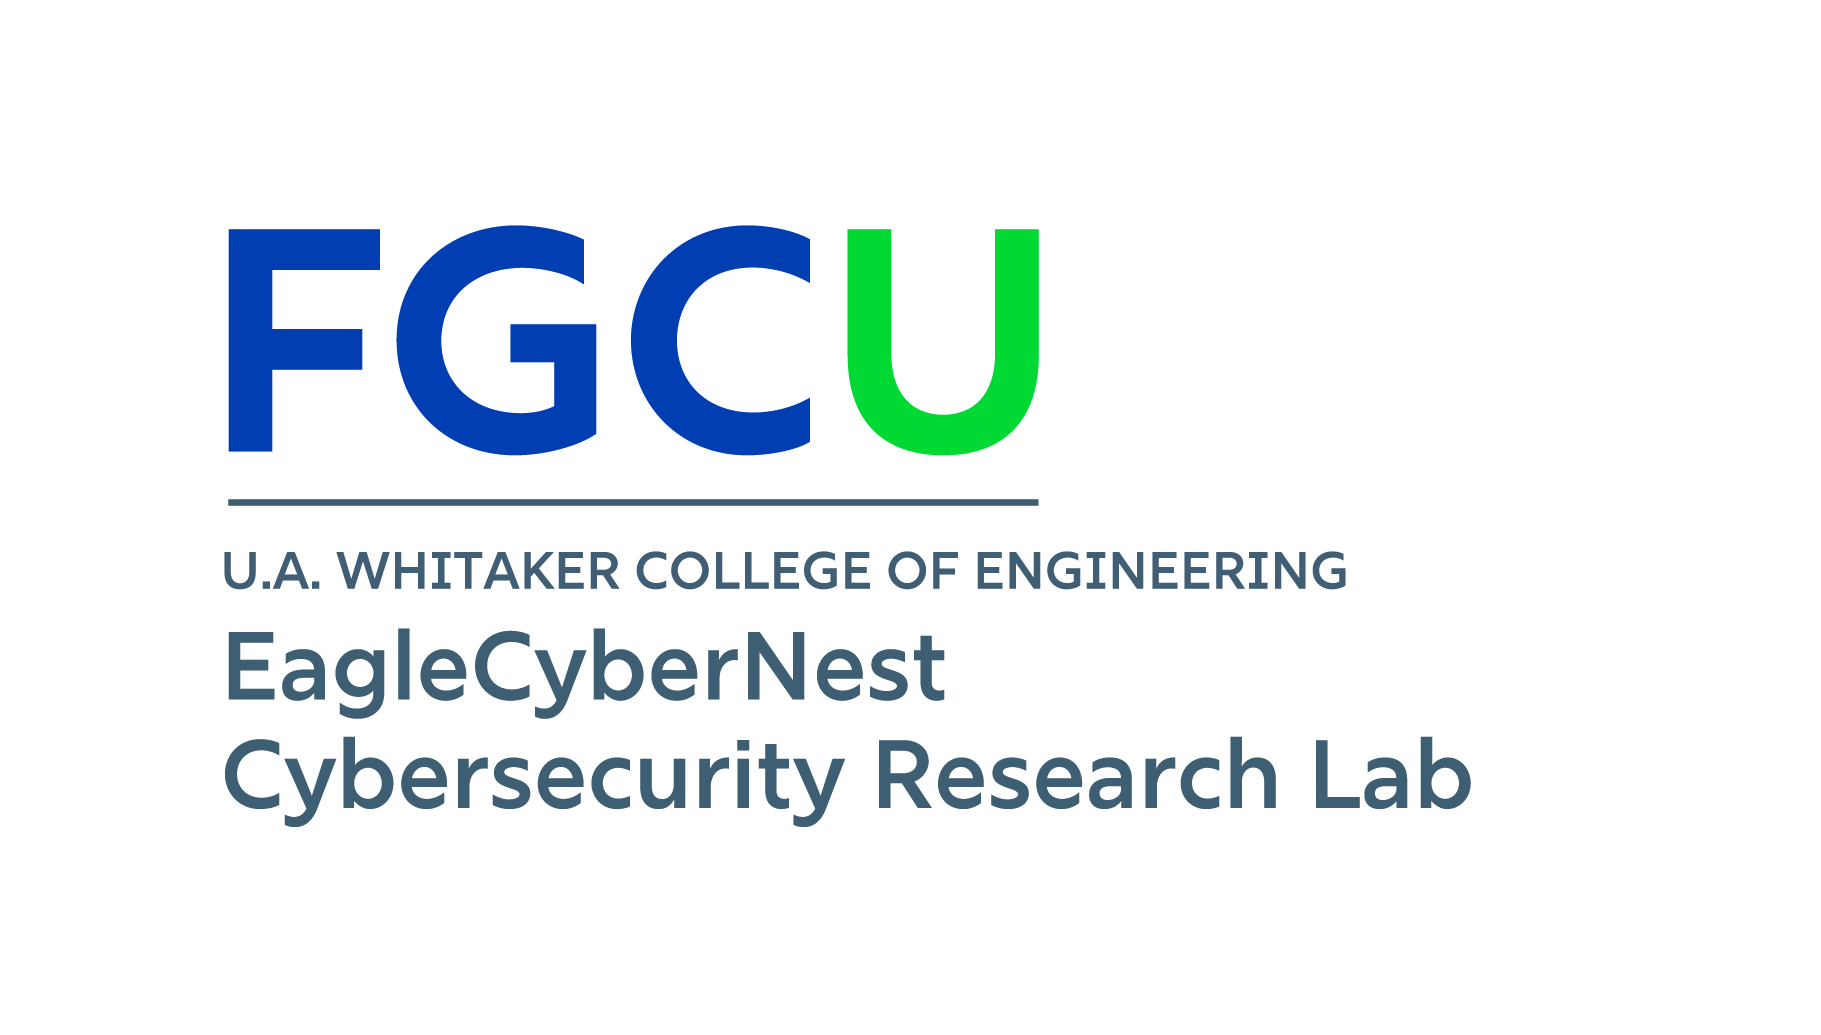 FGCU
U.A. WHITAKER COLLEGE OF ENGINEERING
EagleCyberNest
Cybersecurity Research Lab